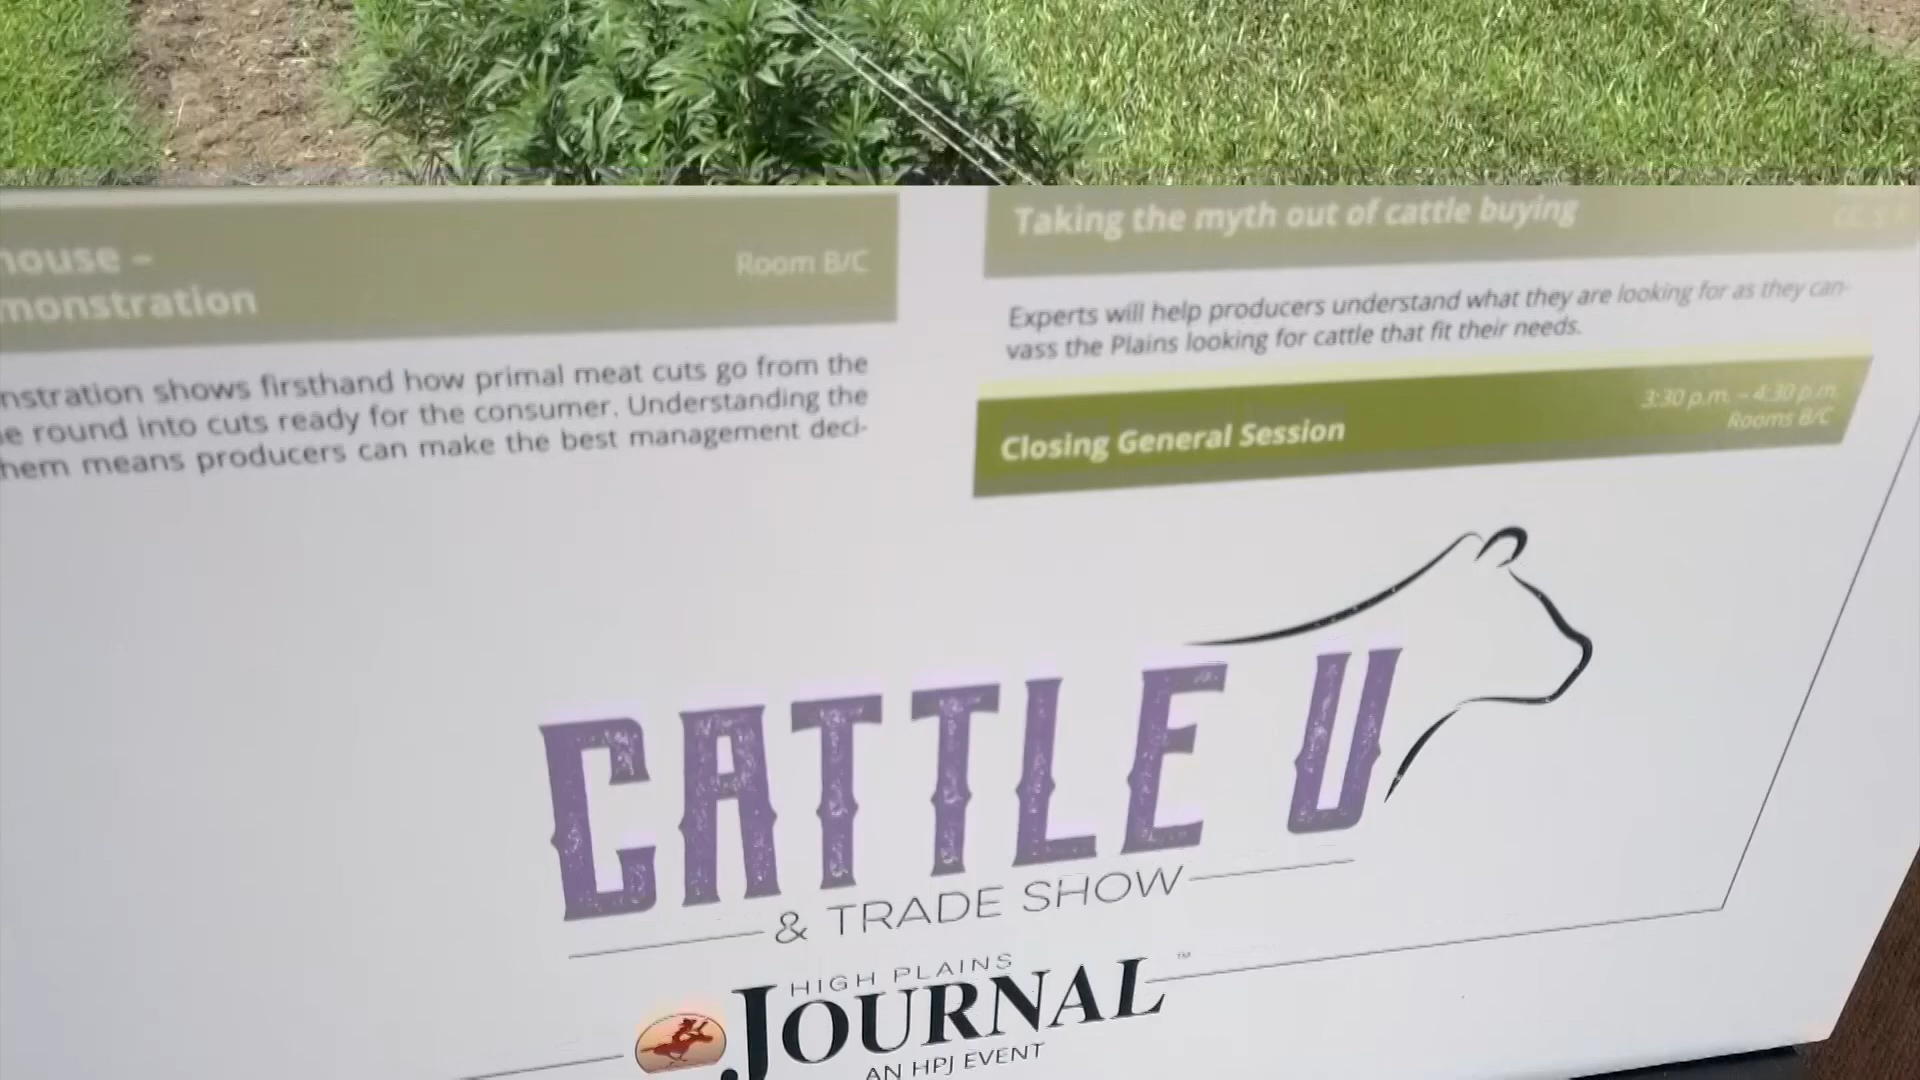 house –
monstration
Room B/C
nstration shows firsthand how primal meat cuts go from the
e round into cuts ready for the consumer. Understanding the
hem means producers can make the best management deci-
Taking the myth out of cattle buying
Experts will help producers understand what they are looking for as they can-
vass the Plains looking for cattle that fit their needs.
Closing General Session
3:30 p.m. – 4:30 p.m.
Rooms B/C
CATTLE U
& TRADE SHOW
HIGH PLAINS
JOURNAL™
AN HPJ EVENT